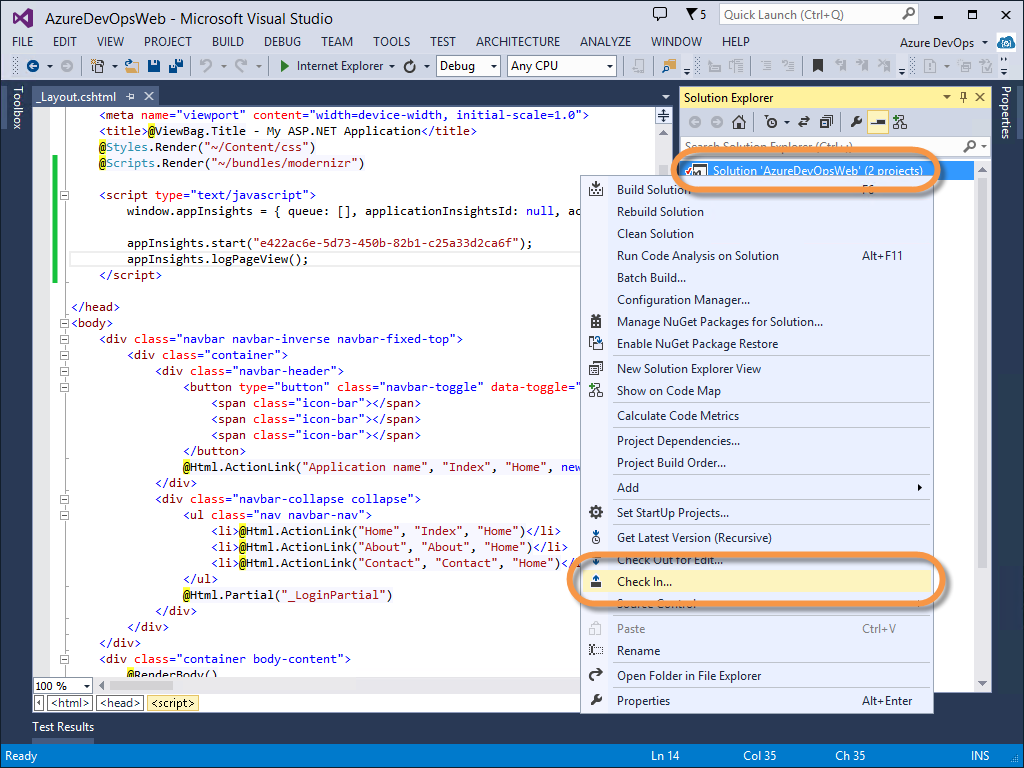 AzureDevOpsWeb - Microsoft Visual Studio
5
Quick Launch (Ctrl+Q)
FILE EDIT VIEW PROJECT BUILD DEBUG TEAM TOOLS TEST ARCHITECTURE ANALYZE WINDOW HELP
Azure DevOps
Internet Explorer
Debug
Any CPU
Toolbox
_Layout.cshtml
<meta name="viewport" content="width=device-width, initial-scale=1.0">
<title>@ViewBag.Title - My ASP.NET Application</title>
@Styles.Render("~/Content/css")
@Scripts.Render("~/bundles/modernizr")
<script type="text/javascript">
window.appInsights = { queue: [], applicationInsightsId: null, ac
appInsights.start("e422ac6e-5d73-450b-82b1-c25a33d2ca6f");
appInsights.logPageView();
</script>
</head>
<body>
<div class="navbar navbar-inverse navbar-fixed-top">
<div class="container">
<div class="navbar-header">
<button type="button" class="navbar-toggle" data-toggle="
<span class="icon-bar"></span>
<span class="icon-bar"></span>
<span class="icon-bar"></span>
</button>
@Html.ActionLink("Application name", "Index", "Home", new
</div>
<div class="navbar-collapse collapse">
<ul class="nav navbar-nav">
<li>@Html.ActionLink("Home", "Index", "Home")</li>
<li>@Html.ActionLink("About", "About", "Home")</li>
<li>@Html.ActionLink("Contact", "Contact", "Home")</
</ul>
@Html.Partial("_LoginPartial")
</div>
</div>
</div>
<div class="container body-content">
@RenderBody()
100 %
<html> <head> <script>
Solution Explorer
Search Solution Explorer (Ctrl+;)
Solution 'AzureDevOpsWeb' (2 projects)
Build Solution F6
Rebuild Solution
Clean Solution
Run Code Analysis on Solution Alt+F11
Batch Build...
Configuration Manager...
Manage NuGet Packages for Solution...
Enable NuGet Package Restore
New Solution Explorer View
Show on Code Map
Calculate Code Metrics
Project Dependencies...
Project Build Order...
Add
Set StartUp Projects...
Get Latest Version (Recursive)
Check Out for Edit...
Check In...
Source Control
Paste Ctrl+V
Rename
Open Folder in File Explorer
Properties Alt+Enter
Properties
Test Results
Ready
Ln 14 Col 35 Ch 35 INS